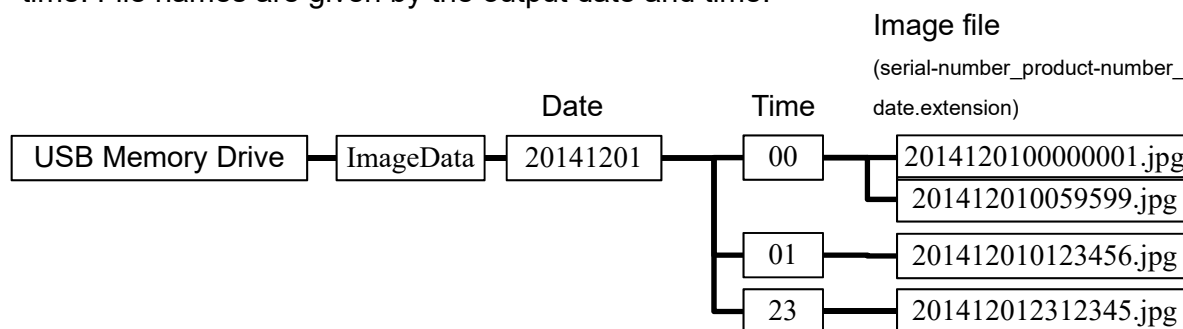 time. File names are given by the output date and time.
Image file
(serial-number_product-number_
date.extension)
Date
Time
USB Memory Drive
ImageData
20141201
00
2014120100000001.jpg
201412010059599.jpg
01
201412010123456.jpg
23
201412012312345.jpg